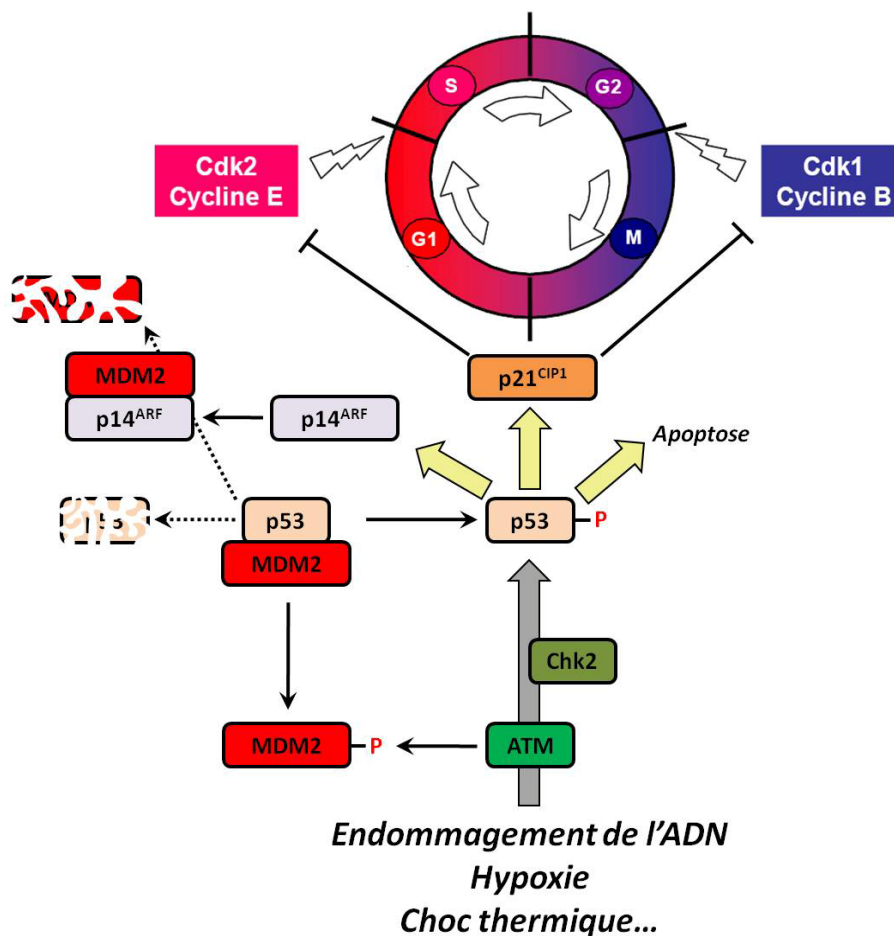 S
G2
Cdk2
Cycline E
Cdk1
Cycline B
G1
M
MDM2
p14ARF
p14ARF
p21CIP1
Apoptose
p53
p53
p53
P
MDM2
Chk2
MDM2
P
ATM
Endommagement de l'ADN
Hypoxie
Choc thermique...